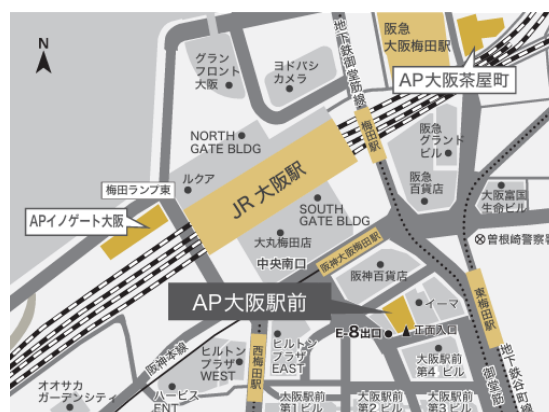 N
グラン
フロント
大阪
ヨドバシ
カメラ
地下鉄御堂筋線
阪急
大阪梅田駅
AP大阪茶屋町
梅田駅
阪急
グランド
ビル
NORTH
GATE BLDG
JR 大阪駅
梅田ランプ東
ルクア
APイノゲート大阪
SOUTH
GATE BLDG
大丸梅田店
中央南口
阪急
百貨店
大阪富国
生命ビル
曽根崎警察署
阪神大阪梅田駅
阪神百貨店
AP大阪駅前
イーマ
E-8出口
正面入口
東梅田駅
阪神本線
西梅田駅
ヒルトン
プラザ
WEST
ヒルトン
プラザ
EAST
大阪駅前
第4 ビル
オオサカ
ガーデンシティ
ハービス
ENT
大阪駅前
第1 ビル
大阪駅前
第2 ビル
大阪駅前
第3 ビル
御堂
地下鉄谷町線